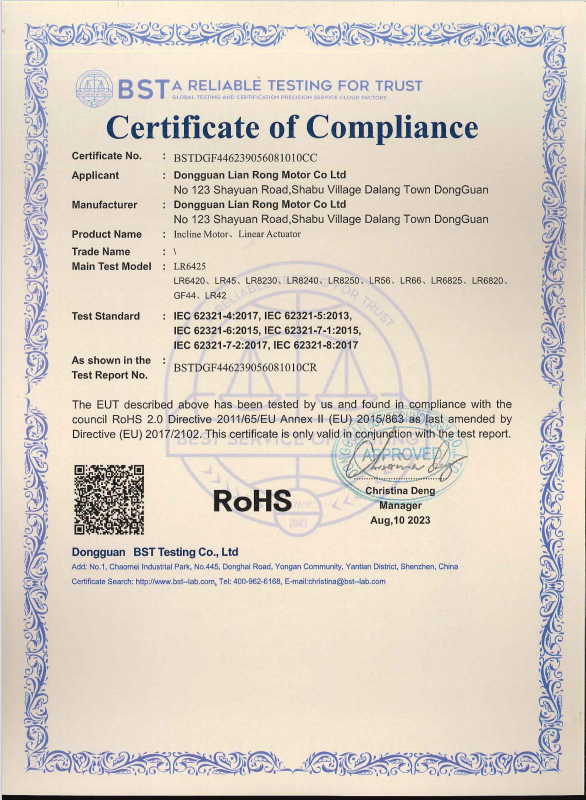 BST A RELIABLE TESTING FOR TRUST
GLOBAL TESTING AND CERTIFICATION PRECISION SERVICE CLOUD FACTORY
Certificate of Compliance
Certificate No. : BSTDGF446239056081010CC
Applicant : Dongguan Lian Rong Motor Co Ltd
No 123 Shayuan Road,Shabu Village Dalang Town DongGuan
Manufacturer : Dongguan Lian Rong Motor Co Ltd
No 123 Shayuan Road,Shabu Village Dalang Town DongGuan
Product Name : Incline Motor、Linear Actuator
Trade Name : \
Main Test Model : LR6425
LR6420、LR45、LR8230、LR8240、LR8250、LR56、LR66、LR6825、LR6820、
GF44、LR42
Test Standard : IEC 62321-4:2017, IEC 62321-5:2013,
IEC 62321-6:2015, IEC 62321-7-1:2015,
IEC 62321-7-2:2017, IEC 62321-8:2017
As shown in the
Test Report No. : BSTDGF446239056081010CR
The EUT described above has been tested by us and found in compliance with the
council RoHS 2.0 Directive 2011/65/EU Annex II (EU) 2015/863 as last amended by
Directive (EU) 2017/2102. This certificate is only valid in conjunction with the test report.
BEST SERVICE
APPROVED
RoHS
2003
Christina Deng
Manager
Aug,10 2023
Dongguan BST Testing Co., Ltd
Add: No.1, Chaomei Industrial Park, No.445, Donghai Road, Yongan Community, Yantian District, Shenzhen, China
Certificate Search: http://www.bst--lab.com, Tel: 400-962-6168, E-mail:christina@bst--lab.com